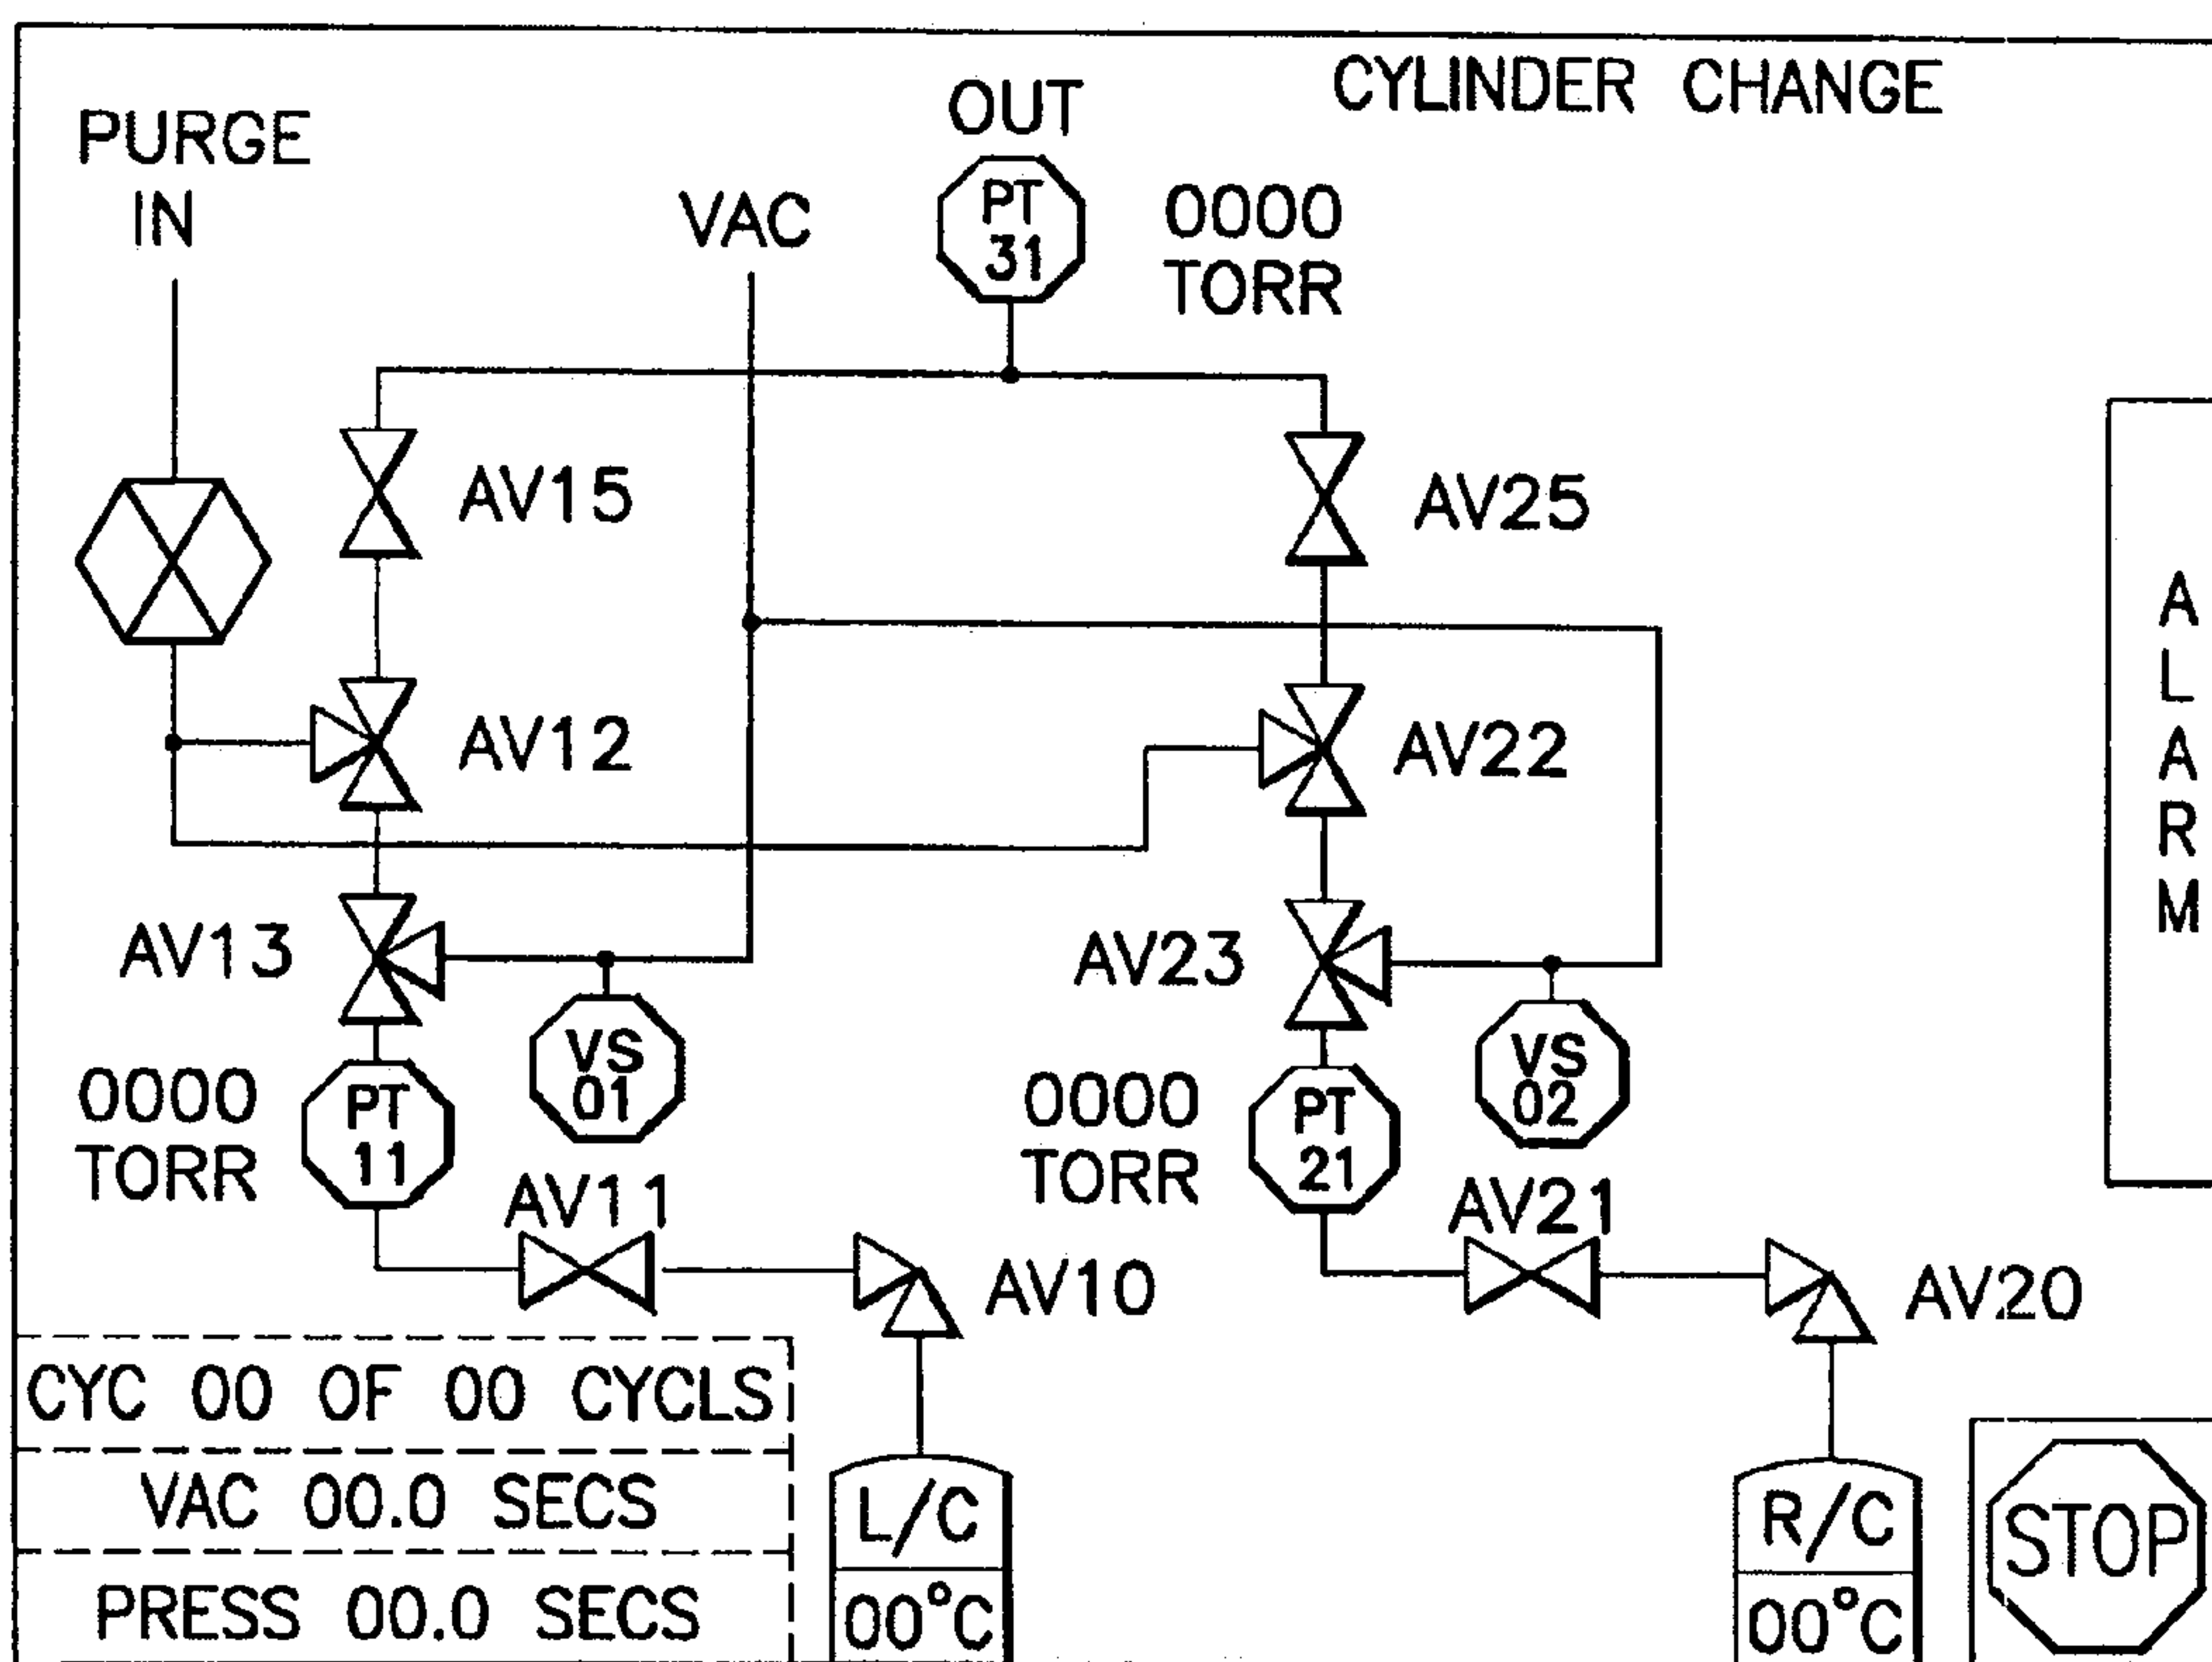 CYLINDER CHANGE
PURGE
IN
VAC
OUT
PT
31
0000
TORR
AV15
AV25
AV12
AV22
AV13
AV23
VS
01
VS
02
0000
TORR
PT
11
0000
TORR
PT
21
AV11
AV21
AV10
AV20
A
L
A
R
M
CYC 00 OF 00 CYCLS
VAC 00.0 SECS
PRESS 00.0 SECS
L/C
00°C
R/C
00°C
STOP